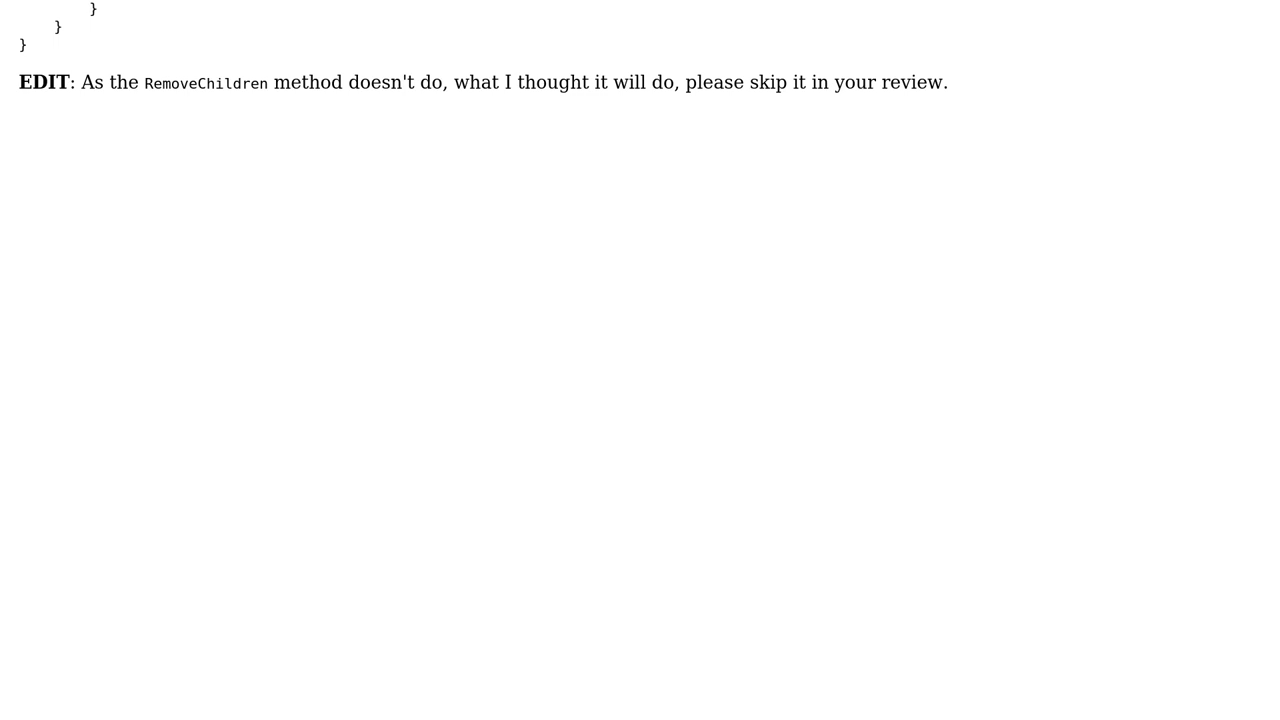 }
    }
}
EDIT: As the RemoveChildren method doesn't do, what I thought it will do, please skip it in your review.